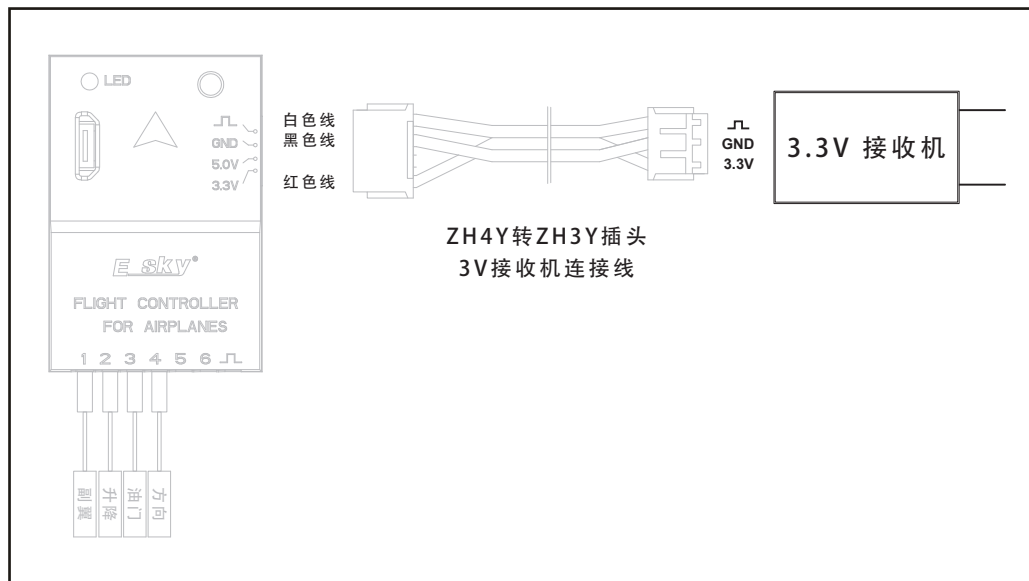 LED
GND
5.0V
3.3V
白色线
黑色线
红色线
GND
3.3V
3.3V 接收机
ZH4Y转ZH3Y插头
3V接收机连接线
E sky®
FLIGHT CONTROLLER
FOR AIRPLANES
1 2 3 4 5 6
副翼
升降
油门
方向